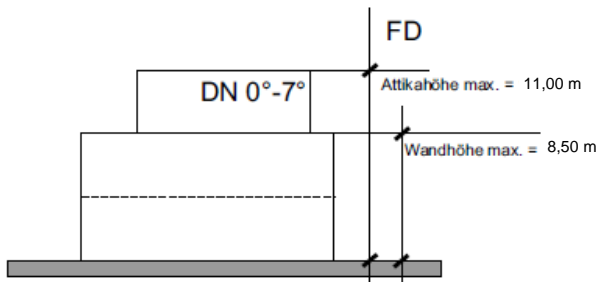 FD
DN 0°-7°
Attikahöhe max. = 11,00 m
Wandhöhe max. = 8,50 m